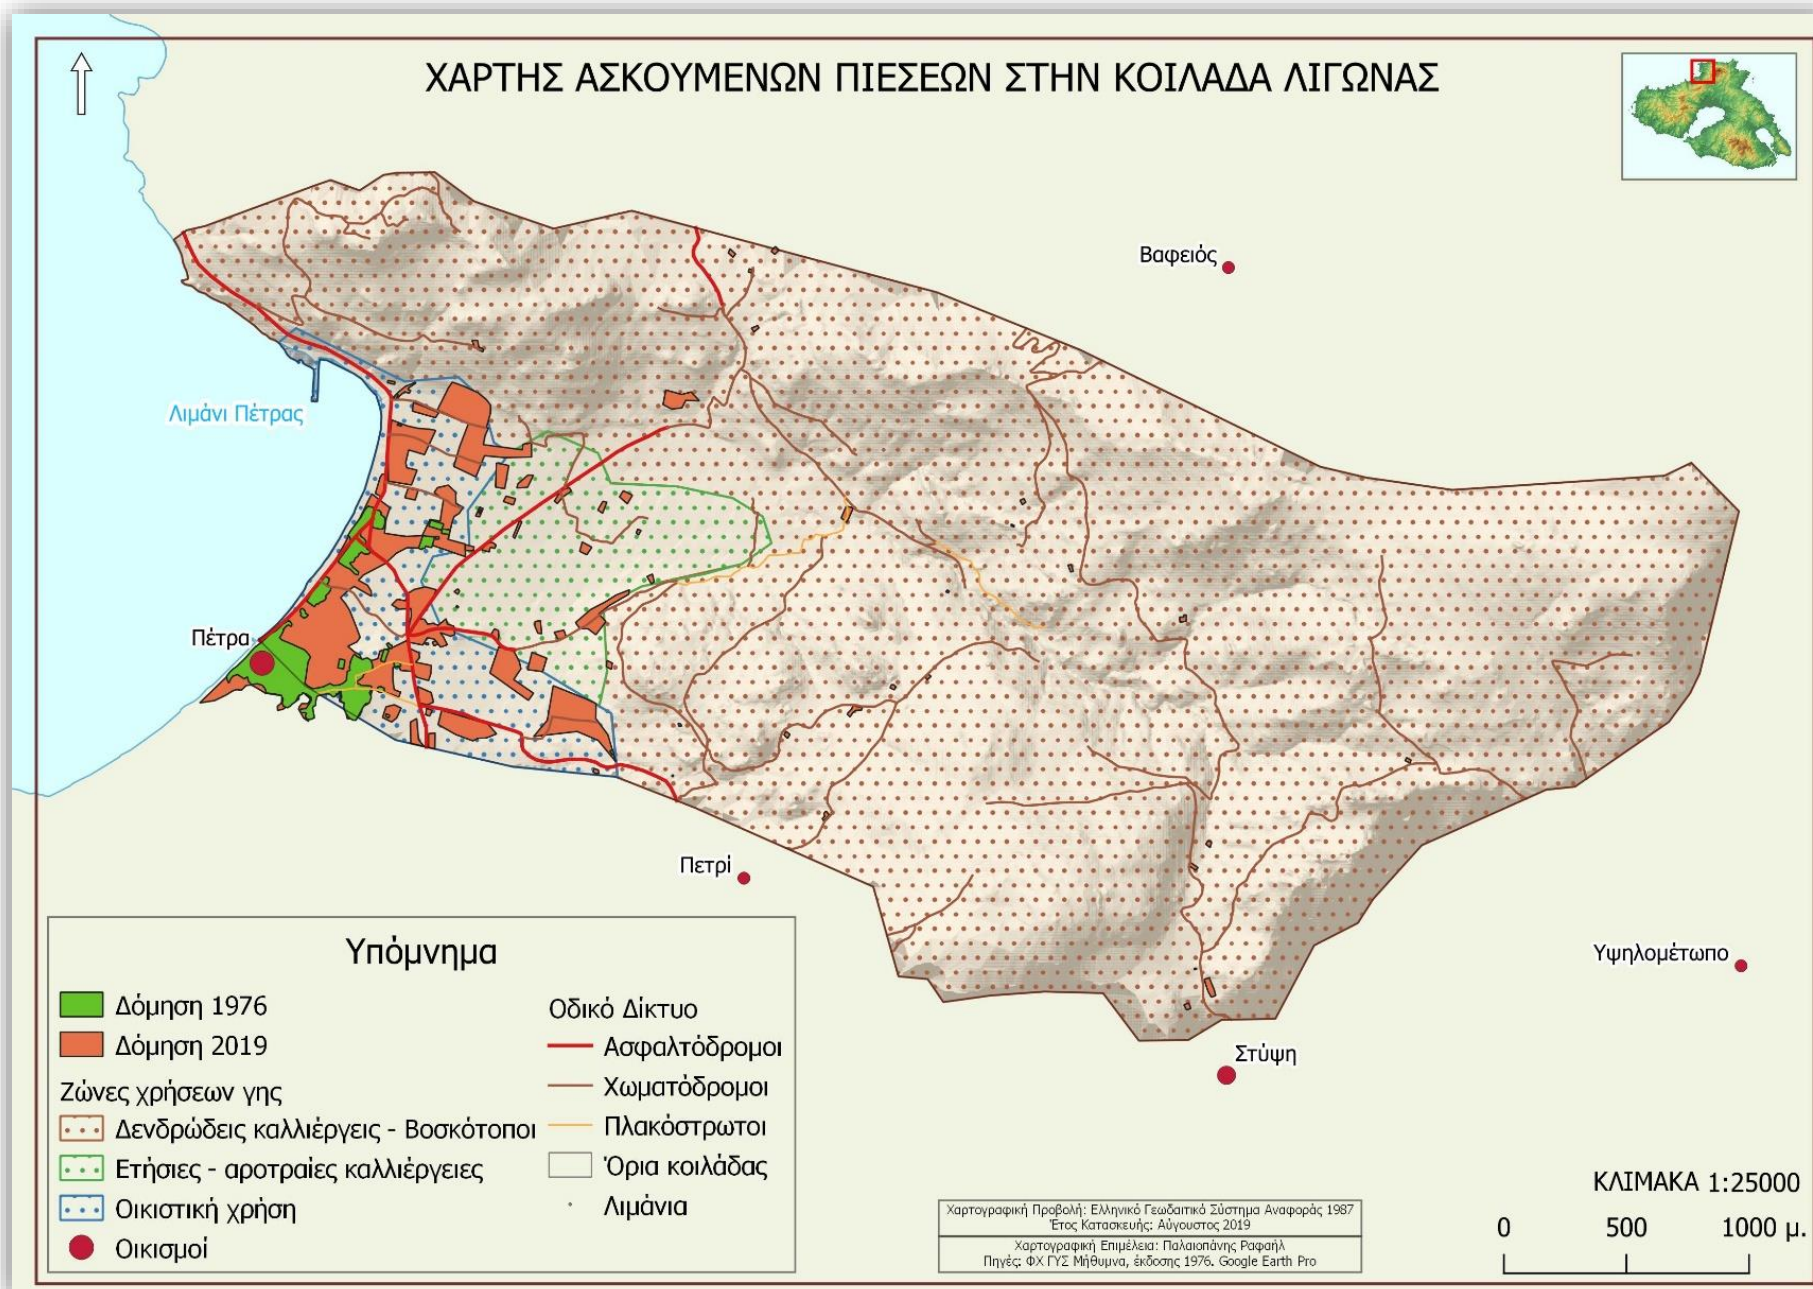 ΧΑΡΤΗΣ ΑΣΚΟΥΜΕΝΩΝ ΠΙΕΣΕΩΝ ΣΤΗΝ ΚΟΙΛΑΔΑ ΛΙΓΩΝΑΣ
Βαφειός
Λιμάνι Πέτρας
Πέτρα
Πετρί
Υψηλομέτωπο
Στύψη
Υπόμνημα
Δόμηση 1976
Δόμηση 2019
Ζώνες χρήσεων γης
Δενδρώδεις καλλιέργεις - Βοσκότοποι
Ετήσιες - αροτραίες καλλιέργειες
Οικιστική χρήση
Οικισμοί
Οδικό Δίκτυο
Ασφαλτόδρομοι
Χωματόδρομοι
Πλακόστρωτοι
Όρια κοιλάδας
Λιμάνια
Χαρτογραφική Προβολή: Ελληνικό Γεωδαιτικό Σύστημα Αναφοράς 1987
Έτος Κατασκευής: Αύγουστος 2019
Χαρτογραφική Επιμέλεια: Παλαιοπάνης Ραφαήλ
Πηγές: ΦΧ ΓΥΣ Μήθυμνα, έκδοσης 1976. Google Earth Pro
ΚΛΙΜΑΚΑ 1:25000
0 500 1000 μ.